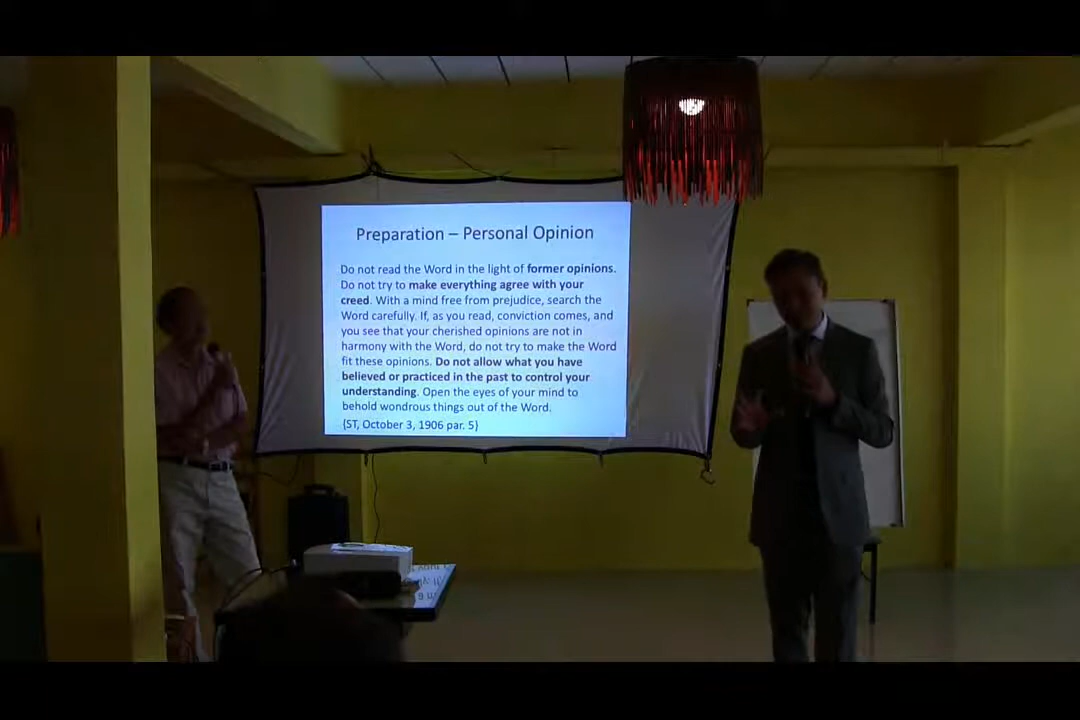 Preparation – Personal Opinion
Do not read the Word in the light of former opinions.
Do not try to make everything agree with your
creed. With a mind free from prejudice, search the
Word carefully. If, as you read, conviction comes, and
you see that your cherished opinions are not in
harmony with the Word, do not try to make the Word
fit these opinions. Do not allow what you have
believed or practiced in the past to control your
understanding. Open the eyes of your mind to
behold wondrous things out of the Word.
{ST, October 3, 1906 par. 5}